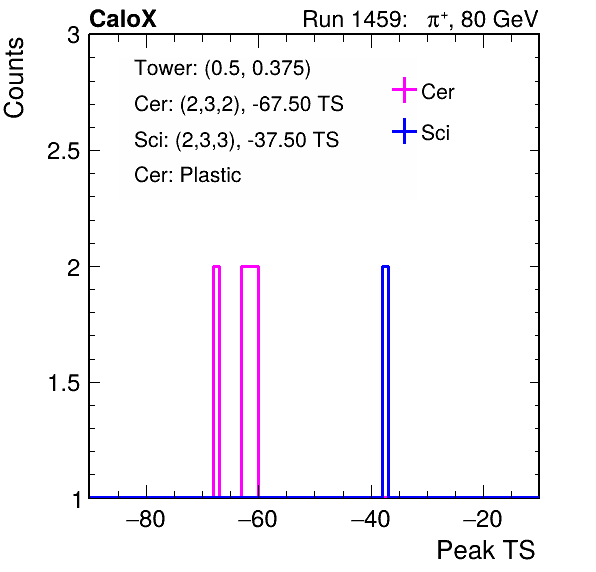 CaloX Run 1459: π⁺, 80 GeV
Counts
3
2.5
2
1.5
1
Tower: (0.5, 0.375)
Cer: (2,3,2), -67.50 TS
Sci: (2,3,3), -37.50 TS
Cer: Plastic
Cer
Sci
−80 −60 −40 −20
Peak TS